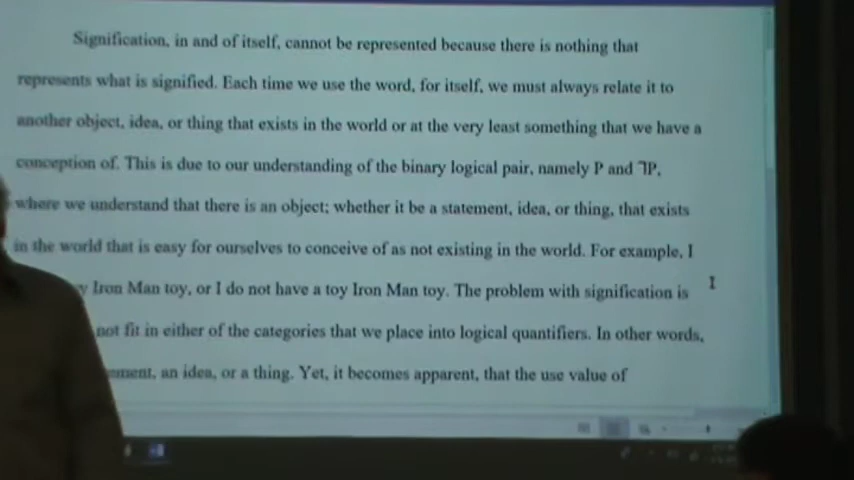 Signification, in and of itself, cannot be represented because there is nothing that
represents what is signified. Each time we use the word, for itself, we must always relate it to
another object, idea, or thing that exists in the world or at the very least something that we have a
conception of. This is due to our understanding of the binary logical pair, namely P and ℸP,
where we understand that there is an object; whether it be a statement, idea, or thing, that exists
in the world that is easy for ourselves to conceive of as not existing in the world. For example, I
y Iron Man toy, or I do not have a toy Iron Man toy. The problem with signification is
not fit in either of the categories that we place into logical quantifiers. In other words,
ement, an idea, or a thing. Yet, it becomes apparent, that the use value of